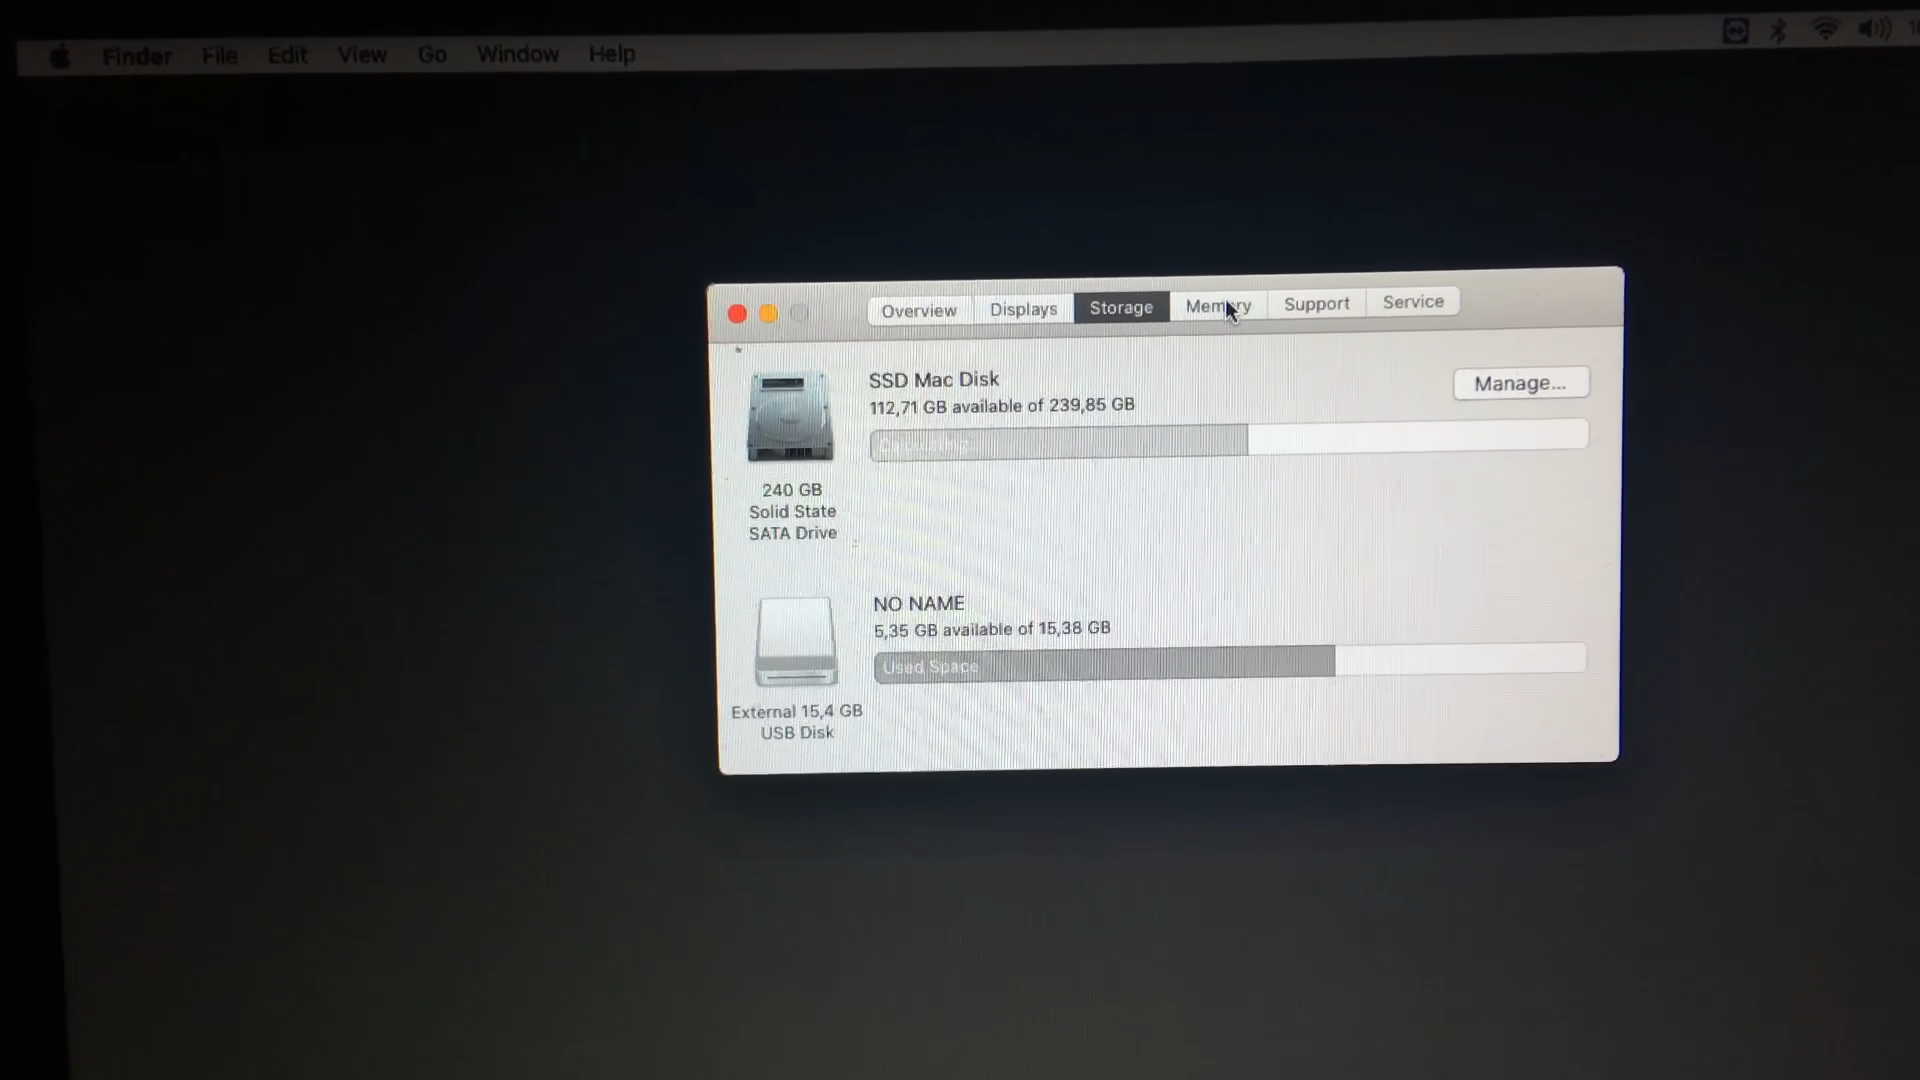 Finder File Edit View Go Window Help
Overview Displays Storage Memory Support Service
SSD Mac Disk
Manage...
112,71 GB available of 239,85 GB
Calculating...
240 GB
Solid State
SATA Drive
NO NAME
5,35 GB available of 15,38 GB
Used Space
External 15,4 GB
USB Disk